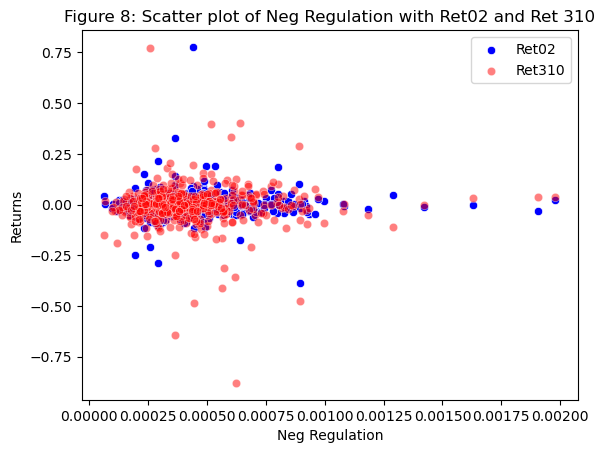 Figure 8: Scatter plot of Neg Regulation with Ret02 and Ret 310
Ret02
Ret310
0.75
0.50
0.25
0.00
−0.25
−0.50
−0.75
Returns
0.00000 0.00025 0.00050 0.00075 0.00100 0.00125 0.00150 0.00175 0.00200
Neg Regulation